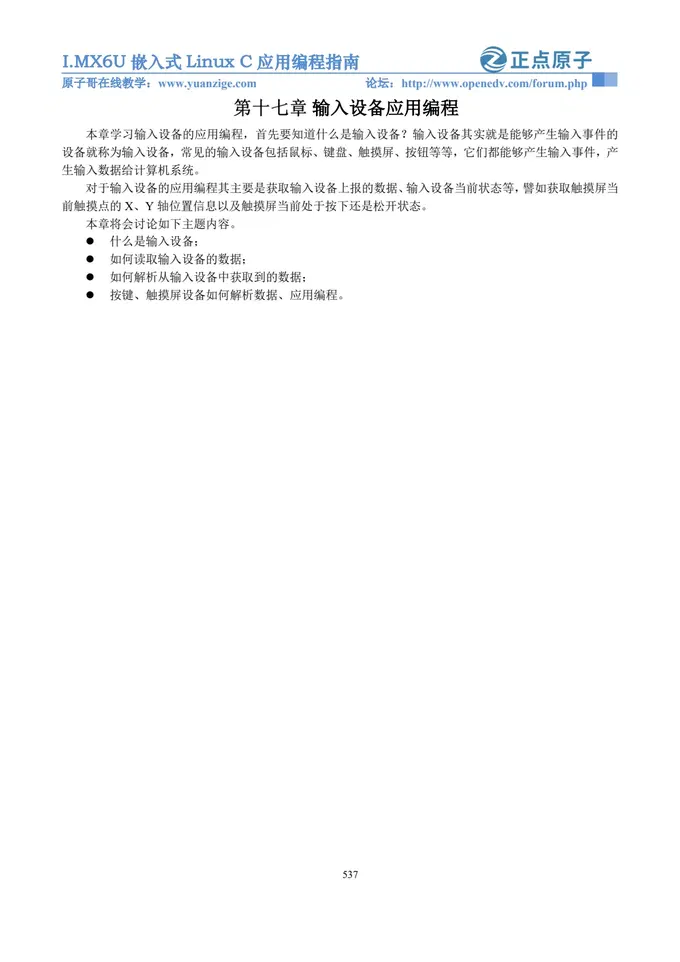 I.MX6U 嵌入式 Linux C 应用编程指南
正点原子
原子哥在线教学：www.yuanzige.com
论坛：http://www.openedv.com/forum.php
第十七章 输入设备应用编程
本章学习输入设备的应用编程，首先要知道什么是输入设备？输入设备其实就是能够产生输入事件的
设备就称为输入设备，常见的输入设备包括鼠标、键盘、触摸屏、按钮等等，它们都能够产生输入事件，产
生输入数据给计算机系统。
对于输入设备的应用编程其主要是获取输入设备上报的数据、输入设备当前状态等，譬如获取触摸屏当
前触摸点的 X、Y 轴位置信息以及触摸屏当前处于按下还是松开状态。
本章将会讨论如下主题内容。
● 什么是输入设备；
● 如何读取输入设备的数据；
● 如何解析从输入设备中获取到的数据；
● 按键、触摸屏设备如何解析数据、应用编程。
537